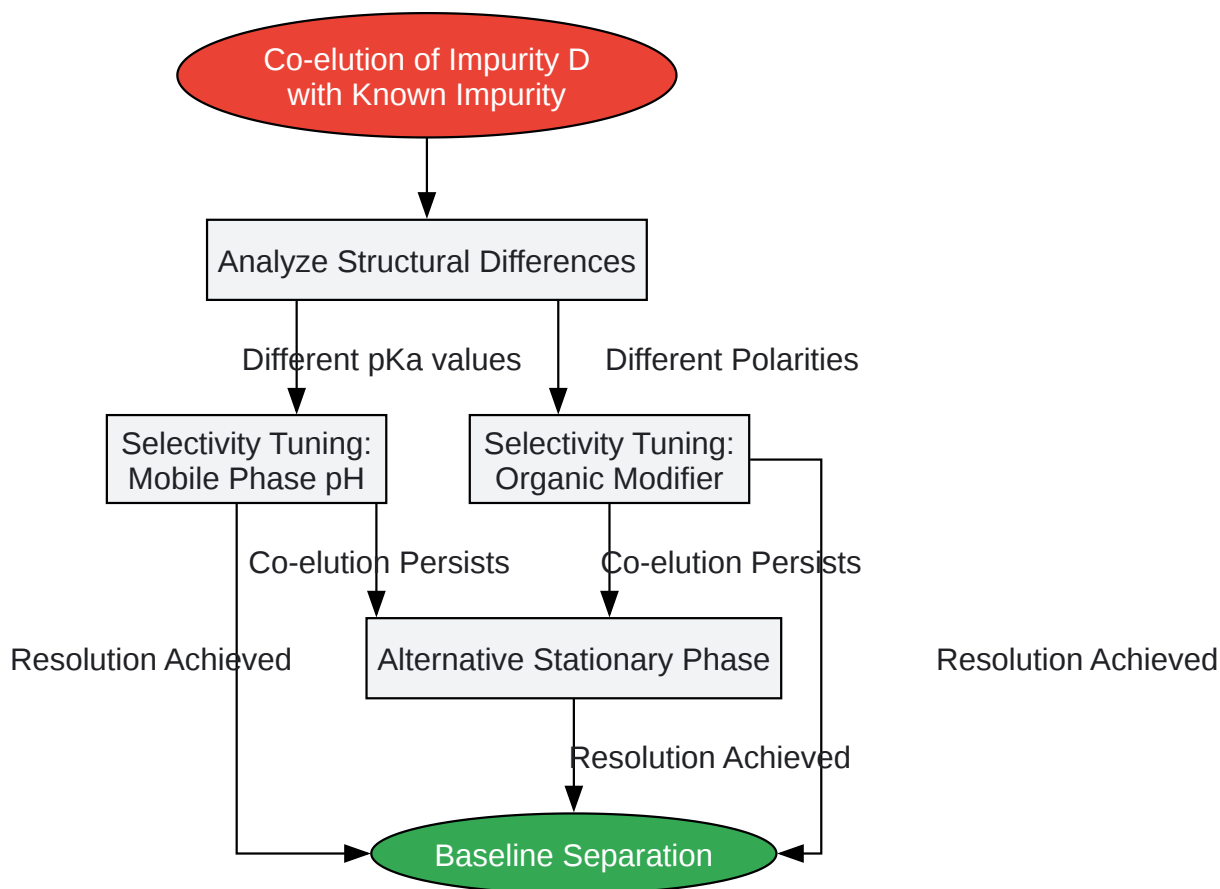 Co-elution of Impurity D
with Known Impurity
Analyze Structural Differences
Different pKa values
Different Polarities
Selectivity Tuning:
Mobile Phase pH
Selectivity Tuning:
Organic Modifier
Co-elution Persists
Co-elution Persists
Resolution Achieved
Alternative Stationary Phase
Resolution Achieved
Resolution Achieved
Baseline Separation